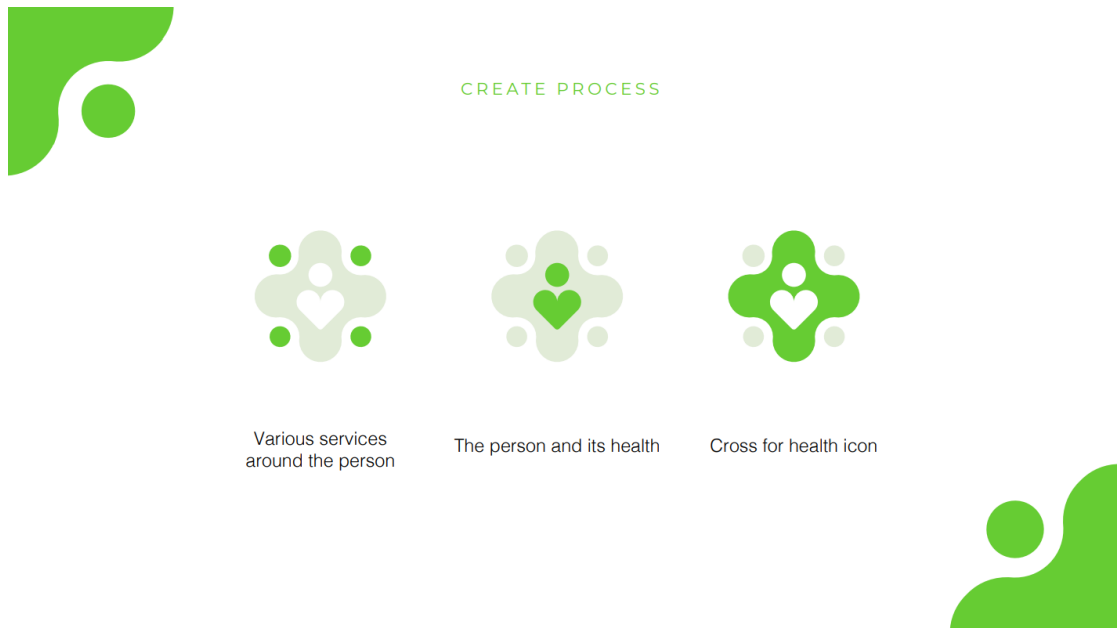 CREATE PROCESS
Various services
around the person
The person and its health
Cross for health icon